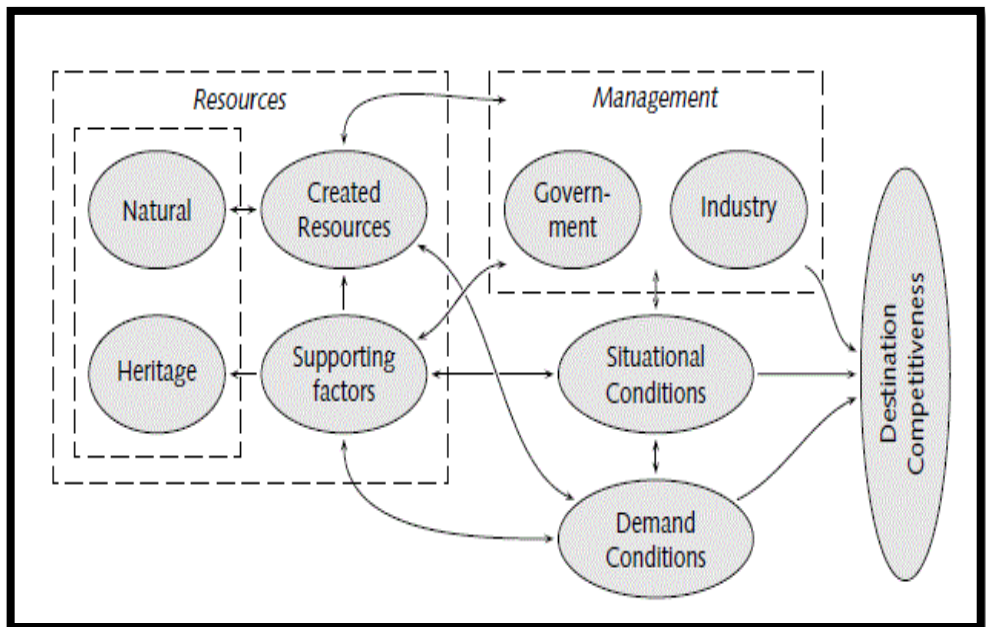 Resources
Management
Natural
Created
Resources
Govern-
ment
Industry
Heritage
Supporting
factors
Situational
Conditions
Demand
Conditions
Destination
Competitiveness